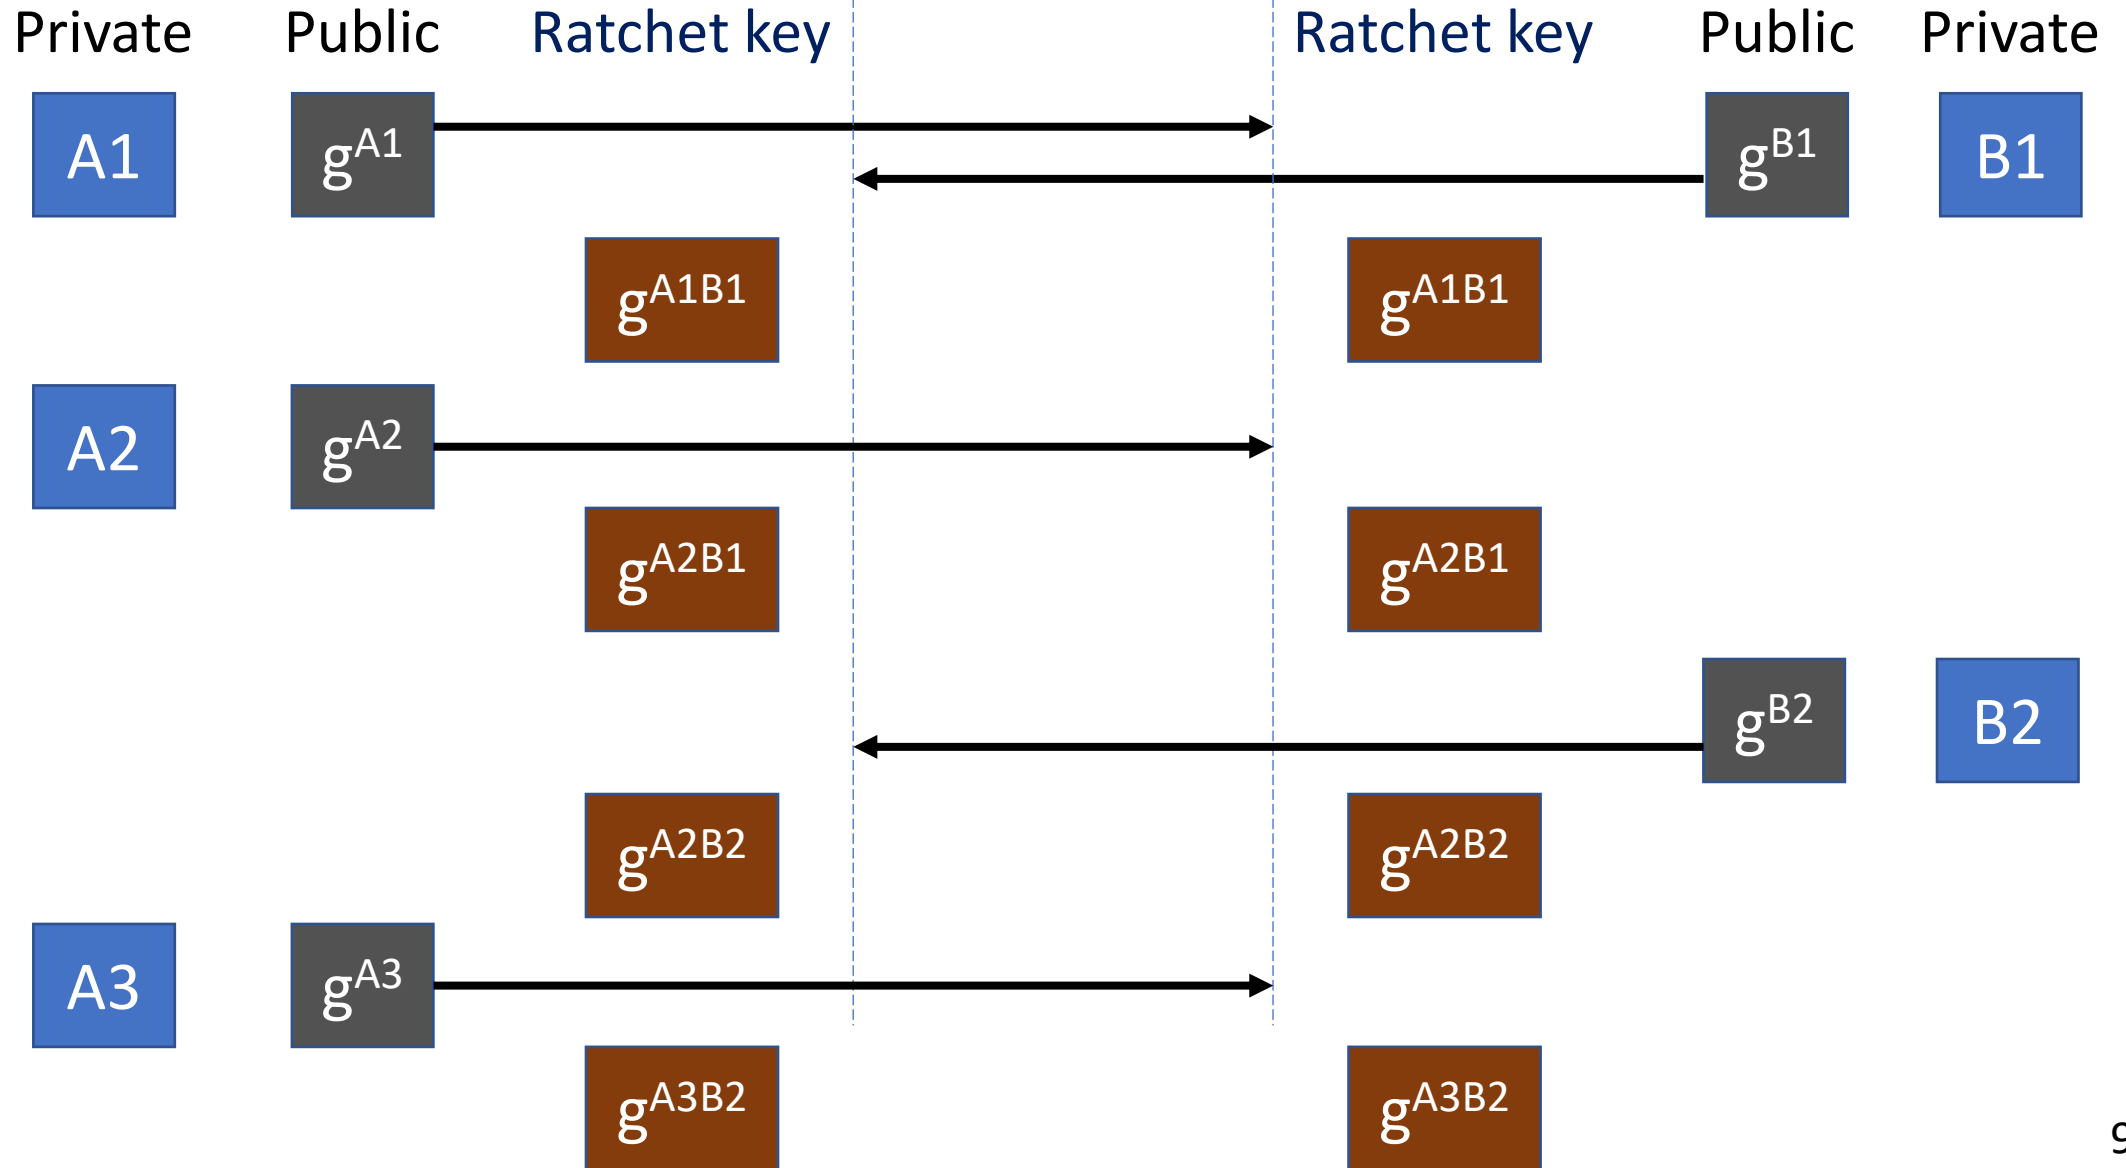 Private Public Ratchet key Ratchet key Public Private
A1 g^A1 g^B1 B1
g^A1B1 g^A1B1
A2 g^A2
g^A2B1 g^A2B1
g^B2 B2
g^A2B2 g^A2B2
A3 g^A3
g^A3B2 g^A3B2
9